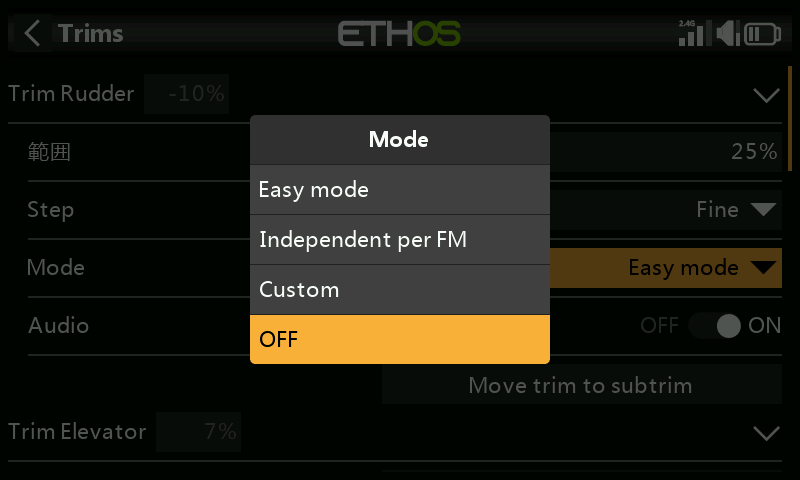 Trims
ETHOS
2.4G
Trim Rudder -10%
範囲 25%
Step Fine
Mode Easy mode
Audio OFF ON
Move trim to subtrim
Trim Elevator 7%
Mode
Easy mode
Independent per FM
Custom
OFF